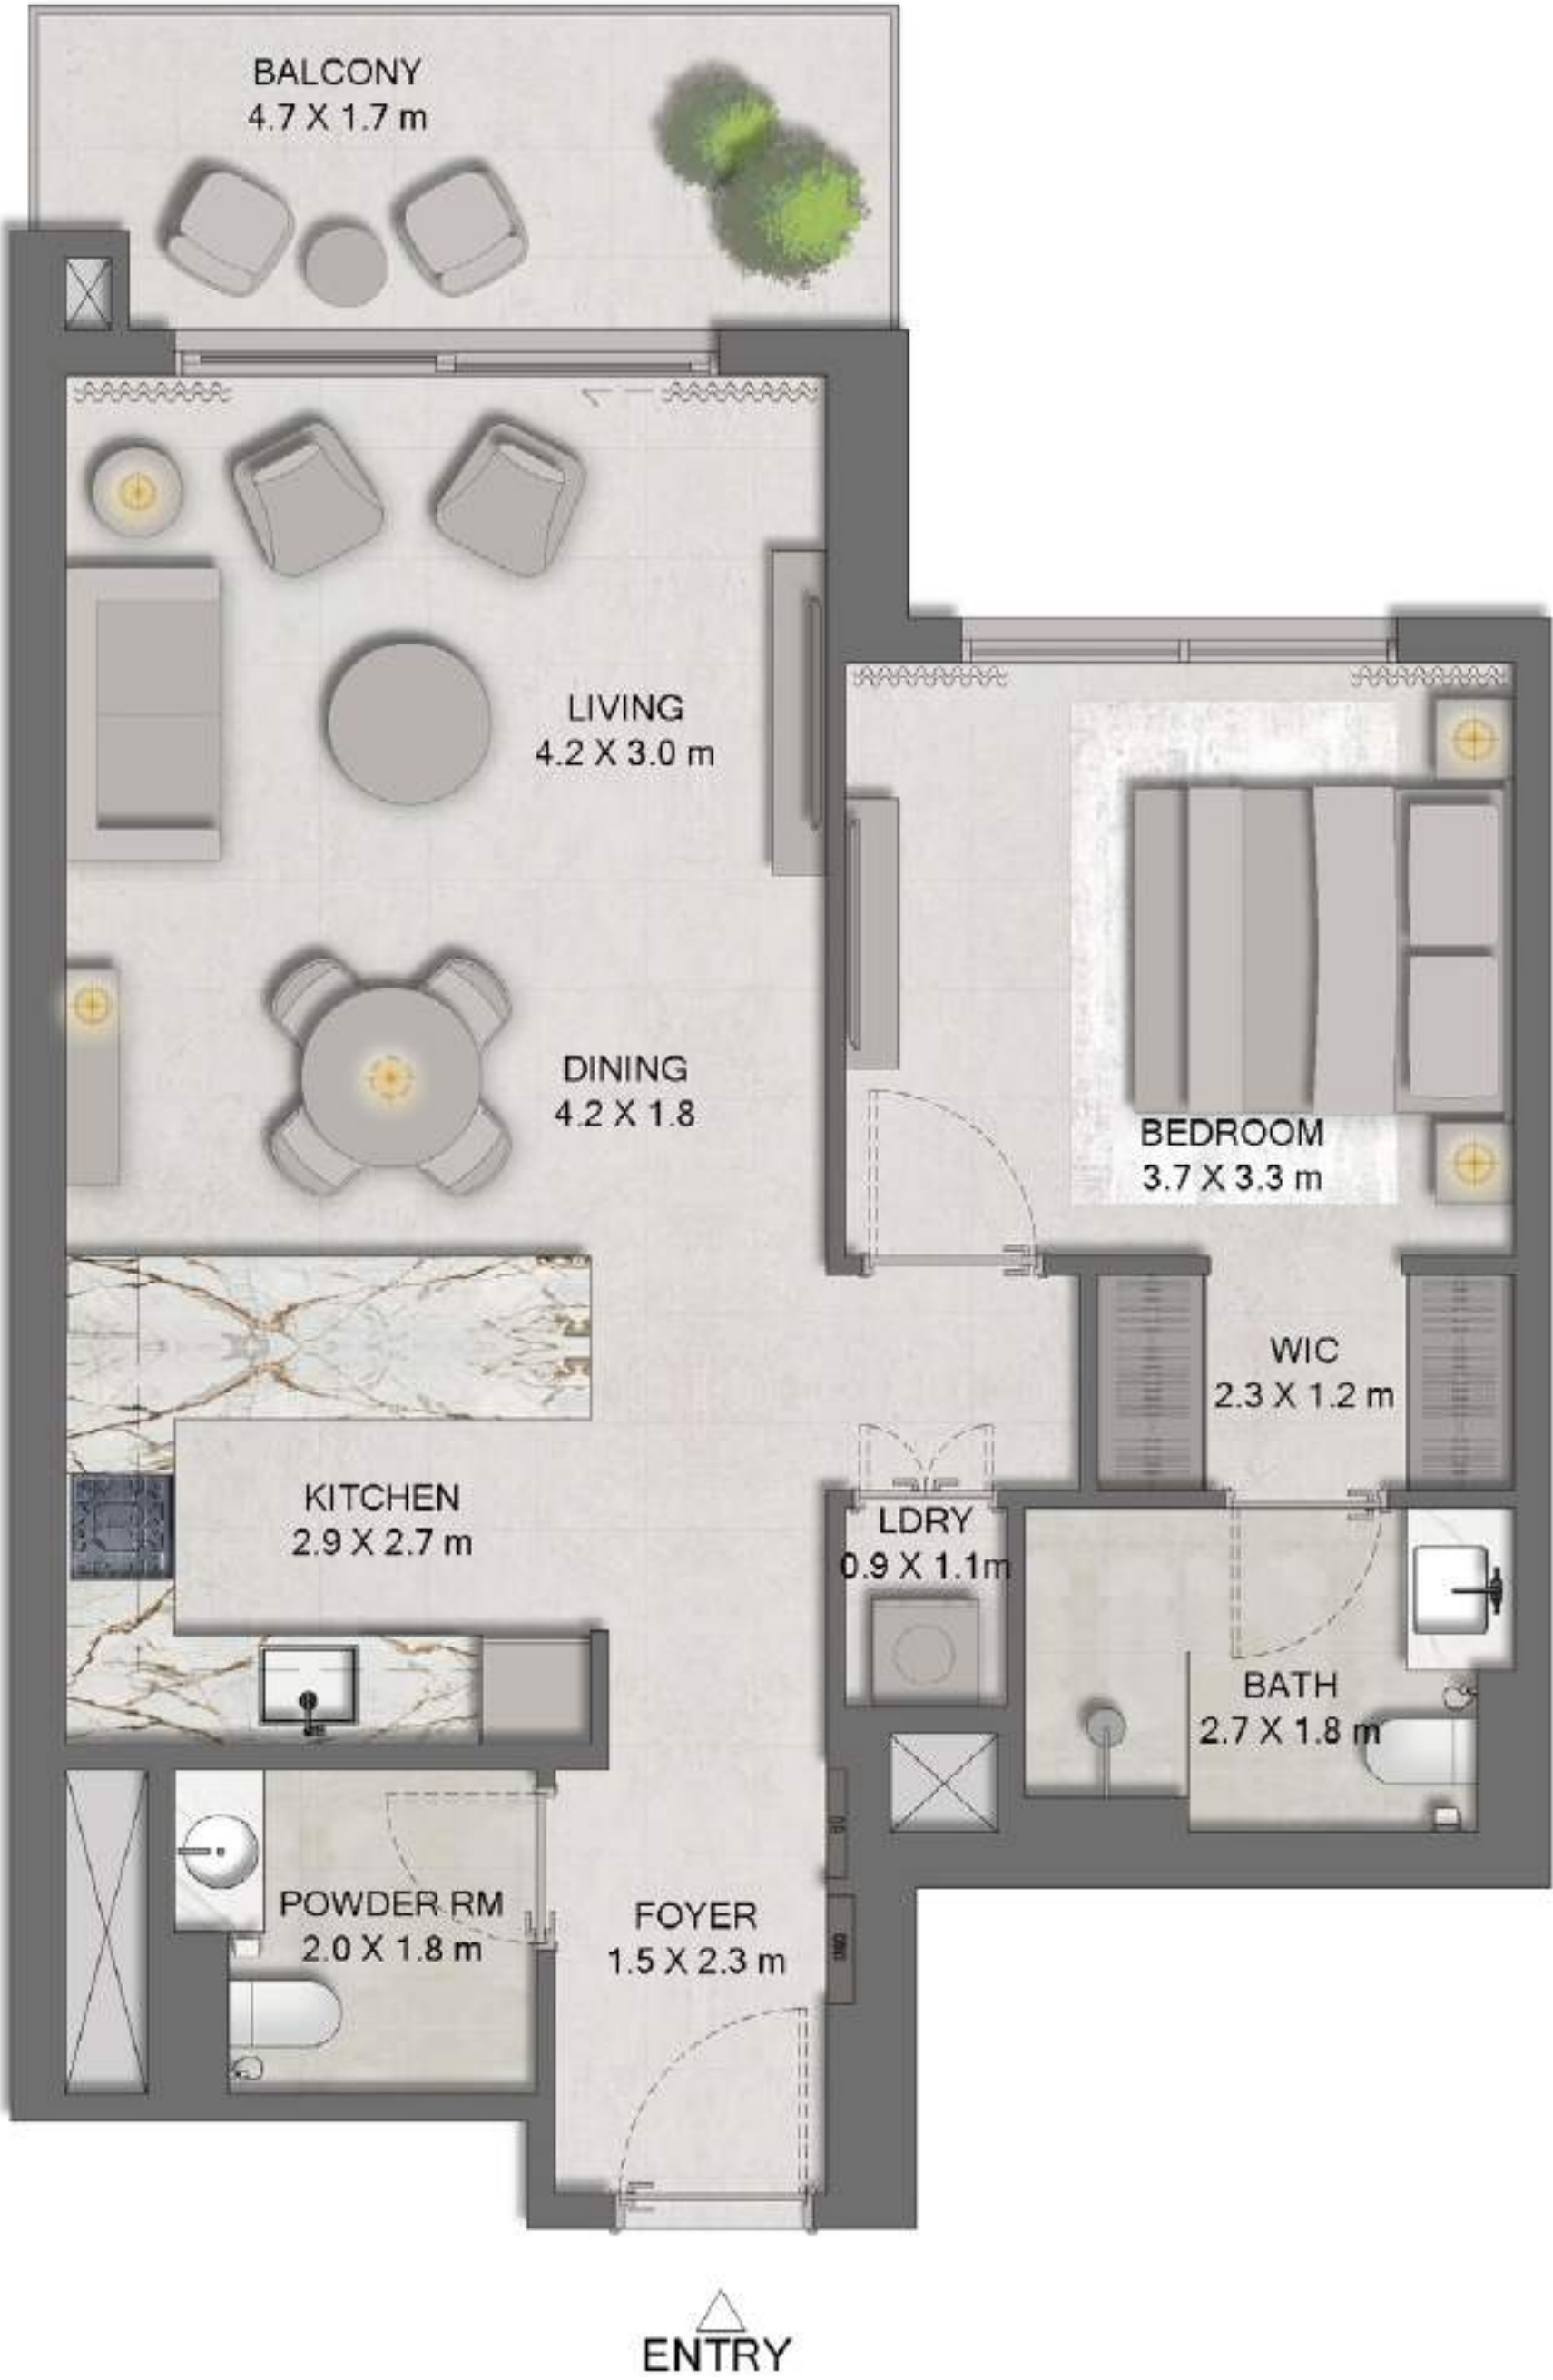 BALCONY
4.7 X 1.7 m
LIVING
4.2 X 3.0 m
DINING
4.2 X 1.8
BEDROOM
3.7 X 3.3 m
WIC
2.3 X 1.2 m
KITCHEN
2.9 X 2.7 m
LDRY
0.9 X 1.1m
BATH
2.7 X 1.8 m
POWDER RM
2.0 X 1.8 m
FOYER
1.5 X 2.3 m
ENTRY